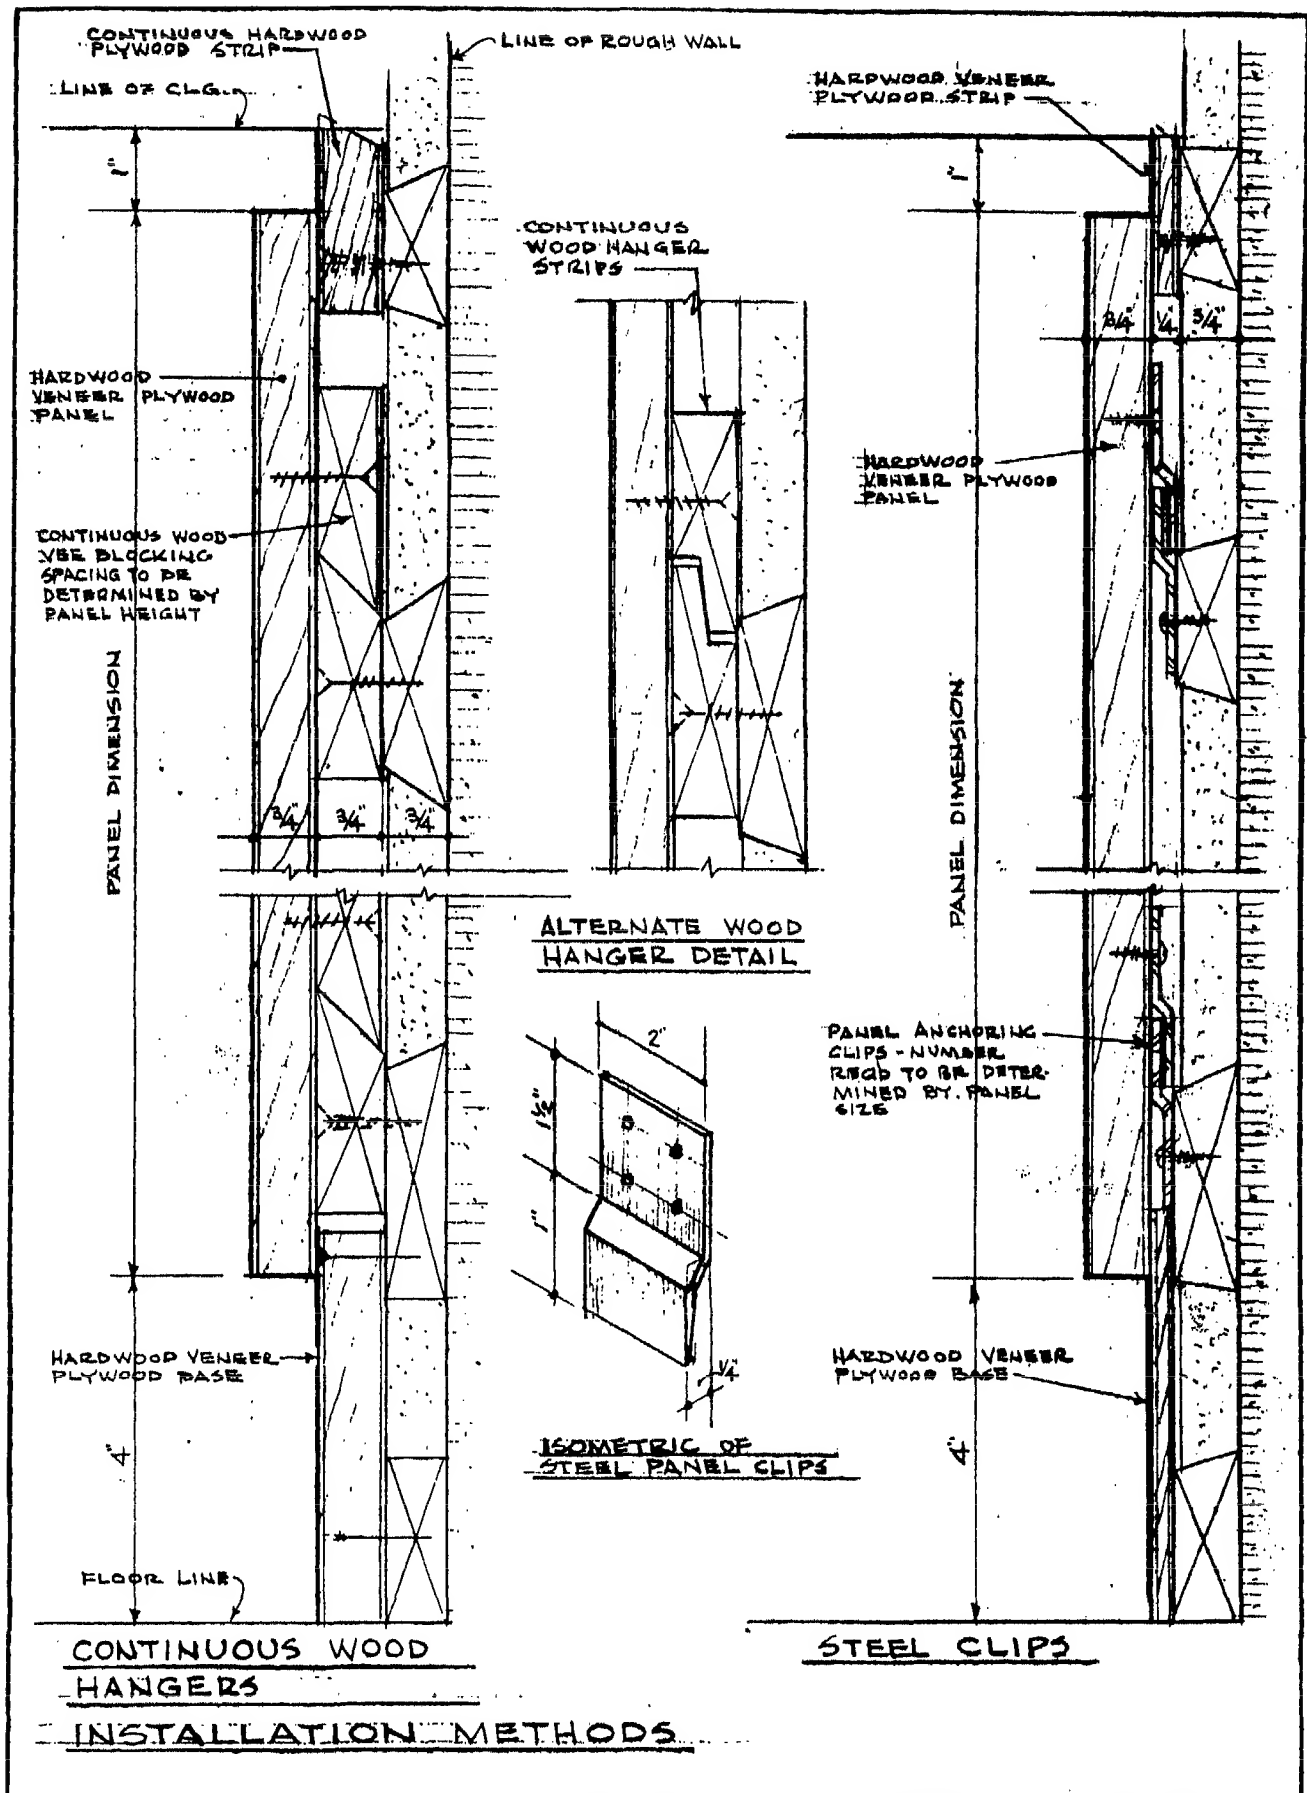 CONTINUOUS HARDWOOD
PLYWOOD STRIP
LINE OF ROUGH WALL
LINE OF CLG.
1"
HARDWOOD
VENEER PLYWOOD
PANEL
CONTINUOUS WOOD
VEE BLOCKING
SPACING TO BE
DETERMINED BY
PANEL HEIGHT
PANEL DIMENSION
3/4"
3/4"
3/4"
HARDWOOD VENEER
PLYWOOD BASE
4"
FLOOR LINE
CONTINUOUS WOOD
HANGERS
INSTALLATION METHODS
CONTINUOUS
WOOD HANGER
STRIPS
ALTERNATE WOOD
HANGER DETAIL
2"
1½"
1"
1/4"
ISOMETRIC OF
STEEL PANEL CLIPS
HARDWOOD VENEER
PLYWOOD STRIP
1"
3/4"
1/4"
3/4"
HARDWOOD
VENEER PLYWOOD
PANEL
PANEL DIMENSION
PANEL ANCHORING
CLIPS - NUMBER
REQD TO BE DETER-
MINED BY PANEL
SIZE
HARDWOOD VENEER
PLYWOOD BASE
4"
STEEL CLIPS